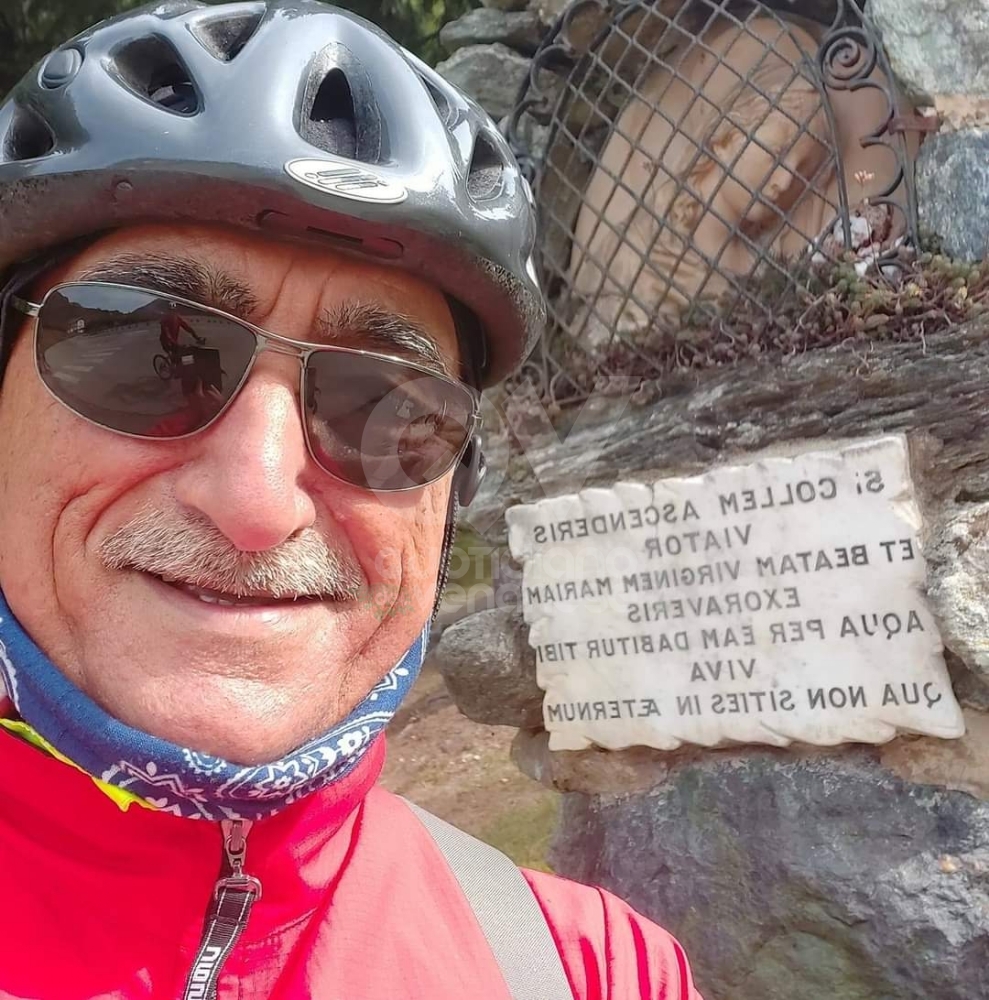 Si COLLEM ASCENDERIS
VIATOR
ET BEATAM VIRGINEM MARIAM
EXORAVERIS
AQUA PER EAM DABITUR TIBI
VIVA
QUA NON SITIES IN ÆTERNUM